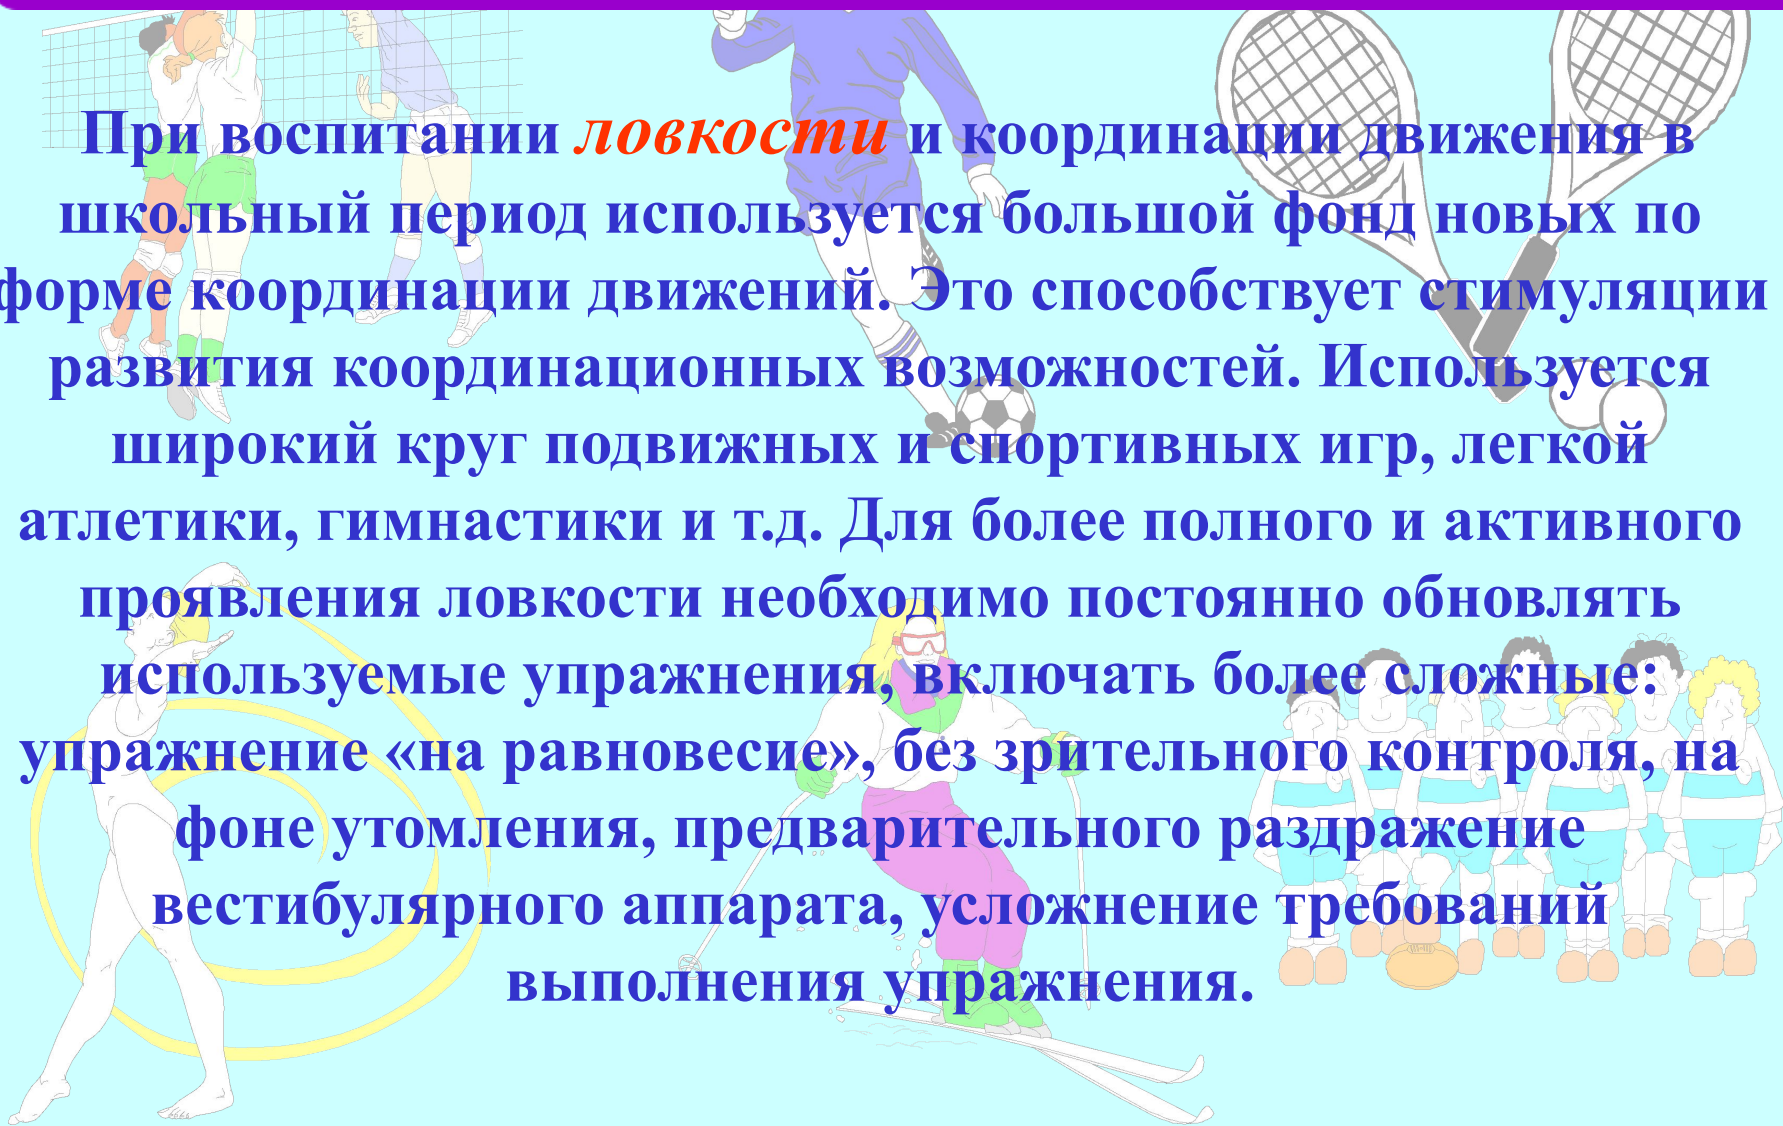 При воспитании ловкости и координации движения в
школьный период используется большой фонд новых по
форме координации движений. Это способствует стимуляции
развития координационных возможностей. Используется
широкий круг подвижных и спортивных игр, легкой
атлетики, гимнастики и т.д. Для более полного и активного
проявления ловкости необходимо постоянно обновлять
используемые упражнения, включать более сложные:
упражнение «на равновесие», без зрительного контроля, на
фоне утомления, предварительного раздражение
вестибулярного аппарата, усложнение требований
выполнения упражнения.